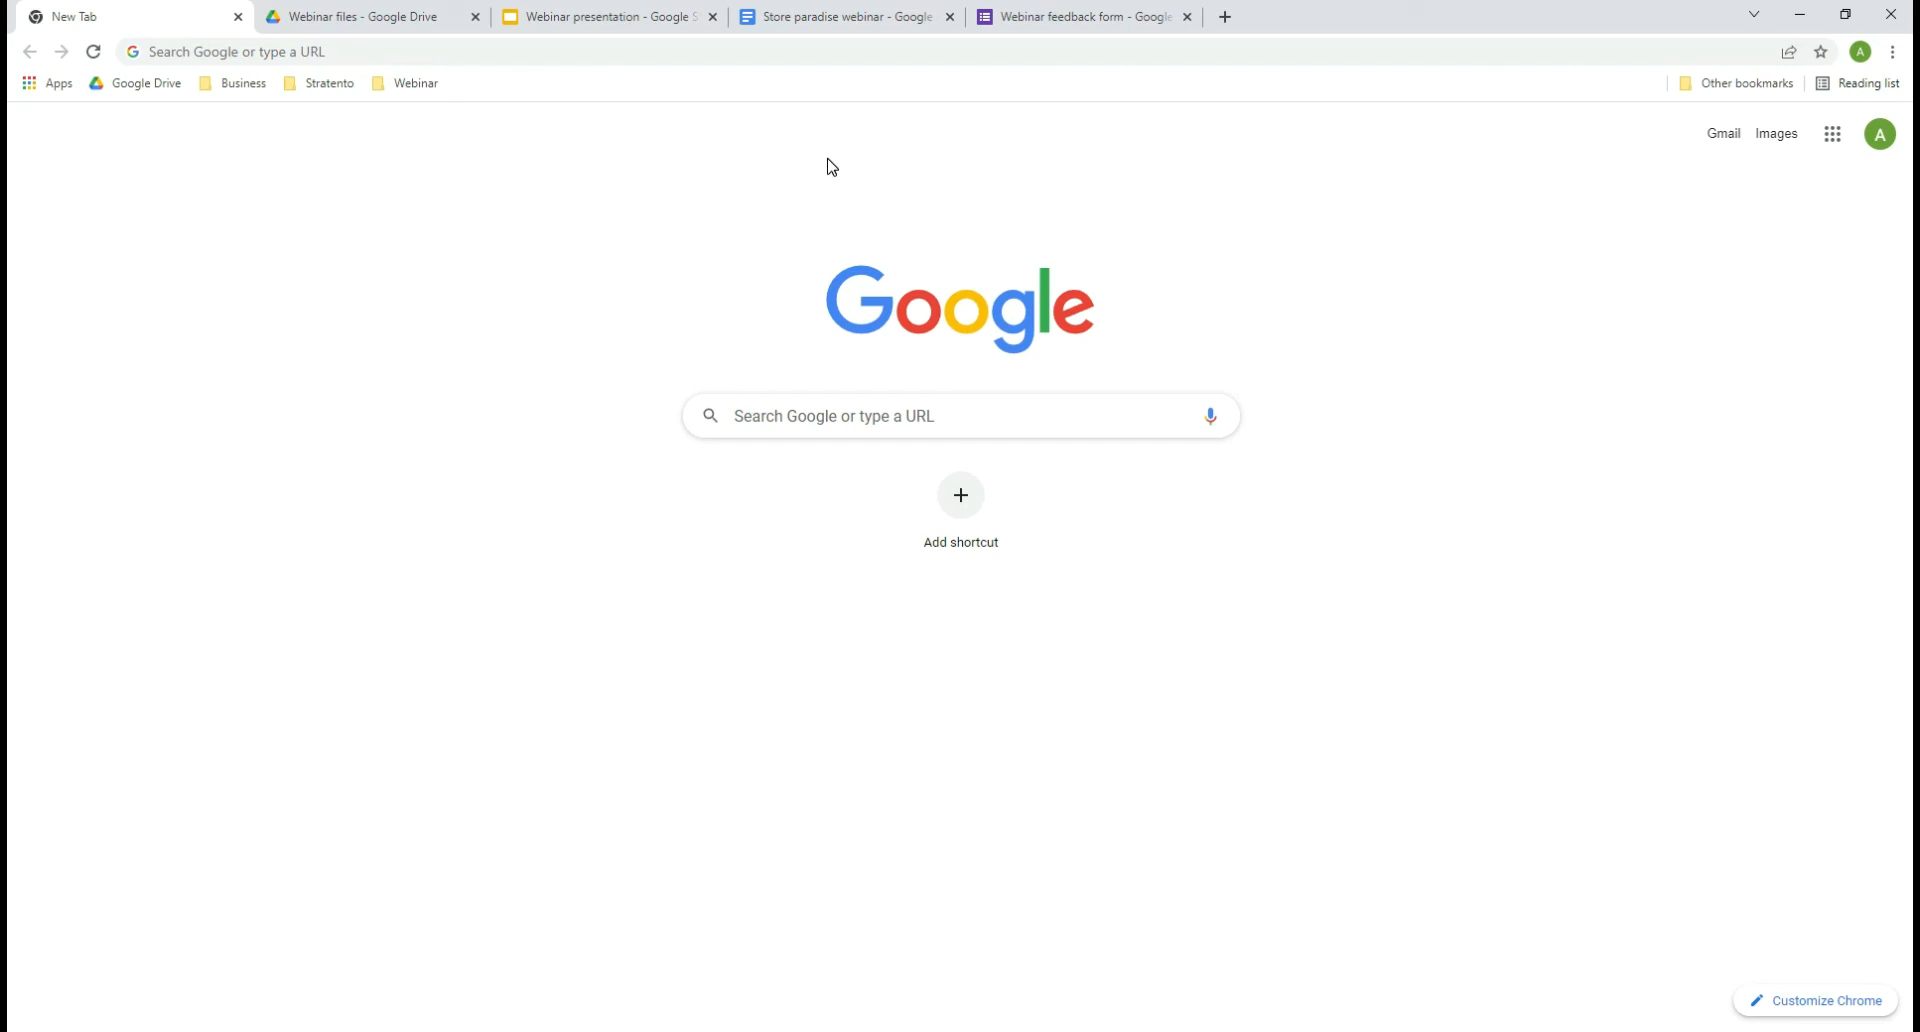 New Tab
Webinar files - Google Drive
Webinar presentation - Google S
Store paradise webinar - Google
Webinar feedback form - Google
Search Google or type a URL
A
Apps
Google Drive
Business
Stratento
Webinar
Other bookmarks
Reading list
Gmail
Images
A
Google
Search Google or type a URL
Add shortcut
Customize Chrome